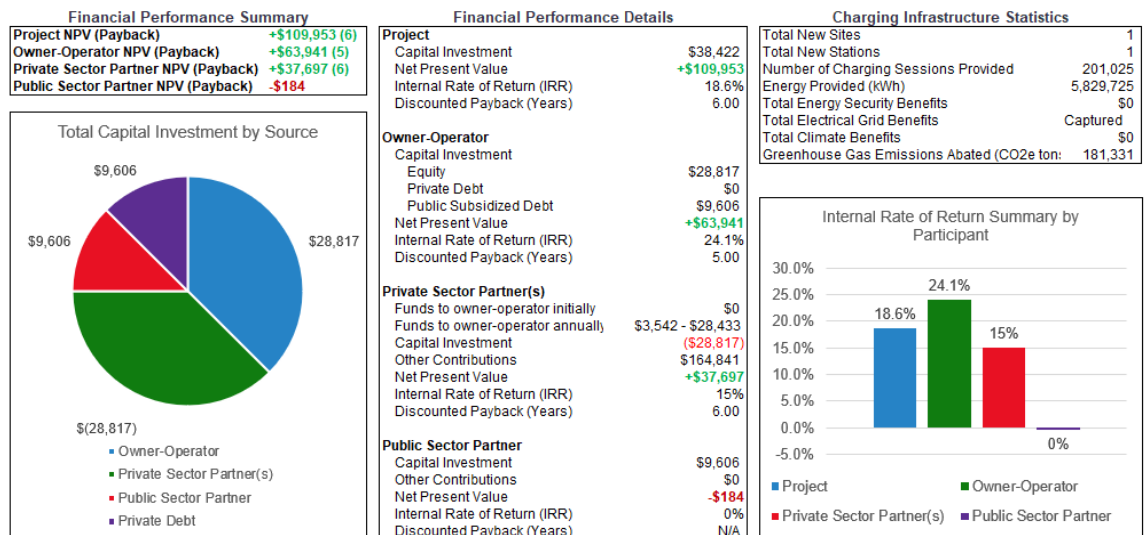 Financial Performance Summary
Project NPV (Payback) +$109,953 (6)
Owner-Operator NPV (Payback) +$63,941 (5)
Private Sector Partner NPV (Payback) +$37,697 (6)
Public Sector Partner NPV (Payback) -$184
Total Capital Investment by Source
$9,606
$9,606
$28,817
$(28,817)
Owner-Operator
Private Sector Partner(s)
Public Sector Partner
Private Debt
Financial Performance Details
Project
Capital Investment $38,422
Net Present Value +$109,953
Internal Rate of Return (IRR) 18.6%
Discounted Payback (Years) 6.00
Owner-Operator
Capital Investment
Equity $28,817
Private Debt $0
Public Subsidized Debt $9,606
Net Present Value +$63,941
Internal Rate of Return (IRR) 24.1%
Discounted Payback (Years) 5.00
Private Sector Partner(s)
Funds to owner-operator initially $0
Funds to owner-operator annually $3,542 - $28,433
Capital Investment ($28,817)
Other Contributions $164,841
Net Present Value +$37,697
Internal Rate of Return (IRR) 15%
Discounted Payback (Years) 6.00
Public Sector Partner
Capital Investment $9,606
Other Contributions $0
Net Present Value -$184
Internal Rate of Return (IRR) 0%
Discounted Payback (Years) N/A
Charging Infrastructure Statistics
Total New Sites 1
Total New Stations 1
Number of Charging Sessions Provided 201,025
Energy Provided (kWh) 5,829,725
Total Energy Security Benefits $0
Total Electrical Grid Benefits Captured
Total Climate Benefits $0
Greenhouse Gas Emissions Abated (CO2e ton: 181,331
Internal Rate of Return Summary by
Participant
30.0%
25.0%
20.0%
15.0%
10.0%
5.0%
0.0%
-5.0%
18.6%
24.1%
15%
0%
Project
Owner-Operator
Private Sector Partner(s)
Public Sector Partner